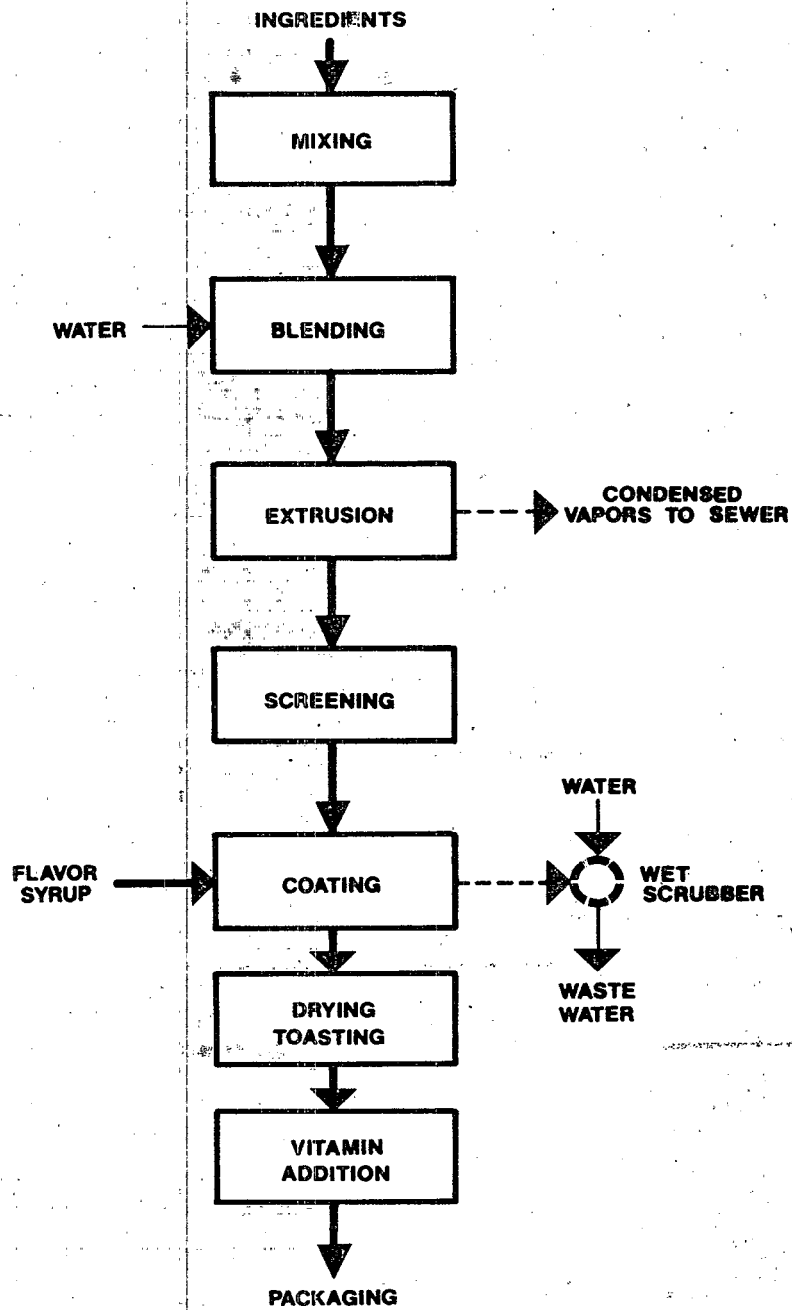 INGREDIENTS
MIXING
WATER
BLENDING
EXTRUSION
CONDENSED
VAPORS TO SEWER
SCREENING
WATER
FLAVOR
SYRUP
COATING
WET
SCRUBBER
WASTE
WATER
DRYING
TOASTING
VITAMIN
ADDITION
PACKAGING